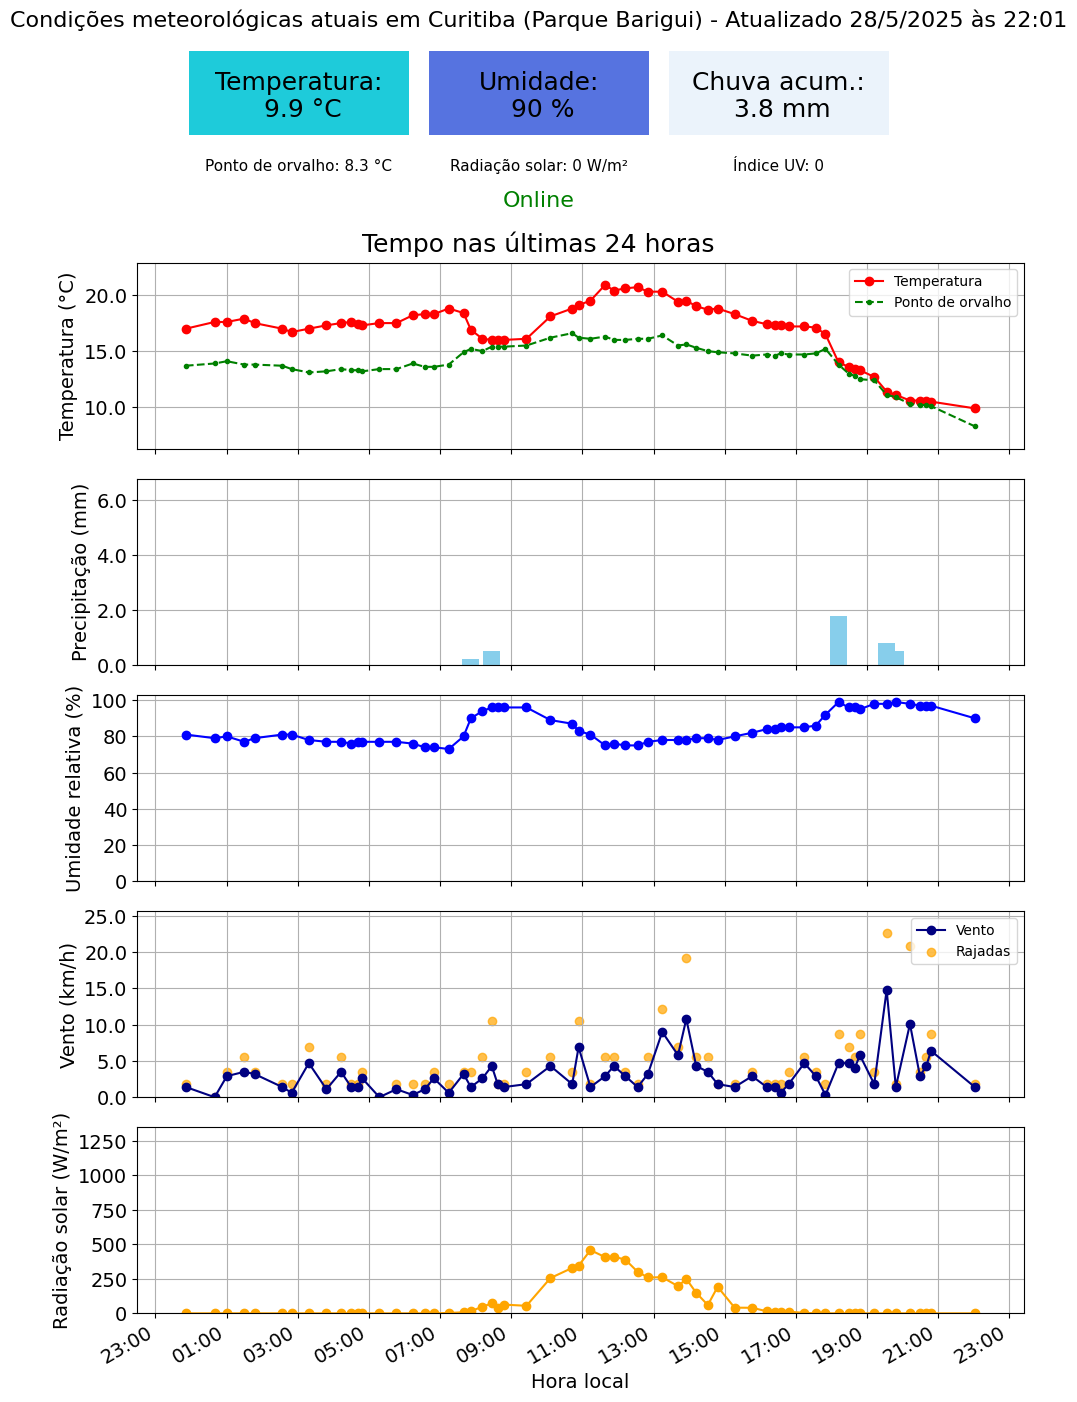 Condições meteorológicas atuais em Curitiba (Parque Barigui) - Atualizado 28/5/2025 às 22:01
Temperatura:
9.9 °C
Umidade:
90 %
Chuva acum.:
3.8 mm
Ponto de orvalho: 8.3 °C
Radiação solar: 0 W/m²
Índice UV: 0
Online
Tempo nas últimas 24 horas
Temperatura (°C)
20.0
15.0
10.0
Temperatura
Ponto de orvalho
Precipitação (mm)
6.0
4.0
2.0
0.0
Umidade relativa (%)
100
80
60
40
20
0
Vento (km/h)
25.0
20.0
15.0
10.0
5.0
0.0
Vento
Rajadas
Radiação solar (W/m²)
1250
1000
750
500
250
0
23:00
01:00
03:00
05:00
07:00
09:00
11:00
13:00
15:00
17:00
19:00
21:00
23:00
Hora local